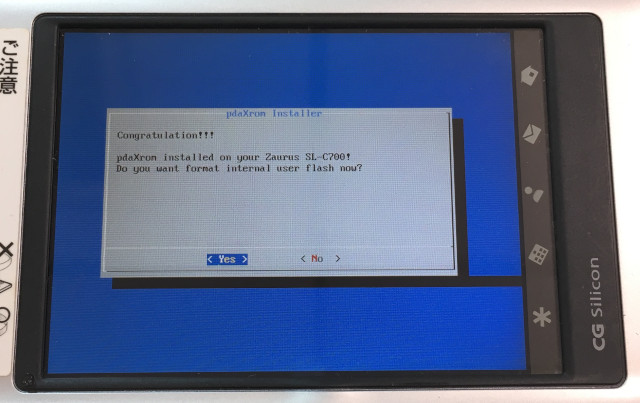 ご注意
pdaXrom Installer
Congratulation!!!
pdaXrom installed on your Zaurus SL-C700!
Do you want format internal user flash now?
< Yes > < No >
CG Silicon